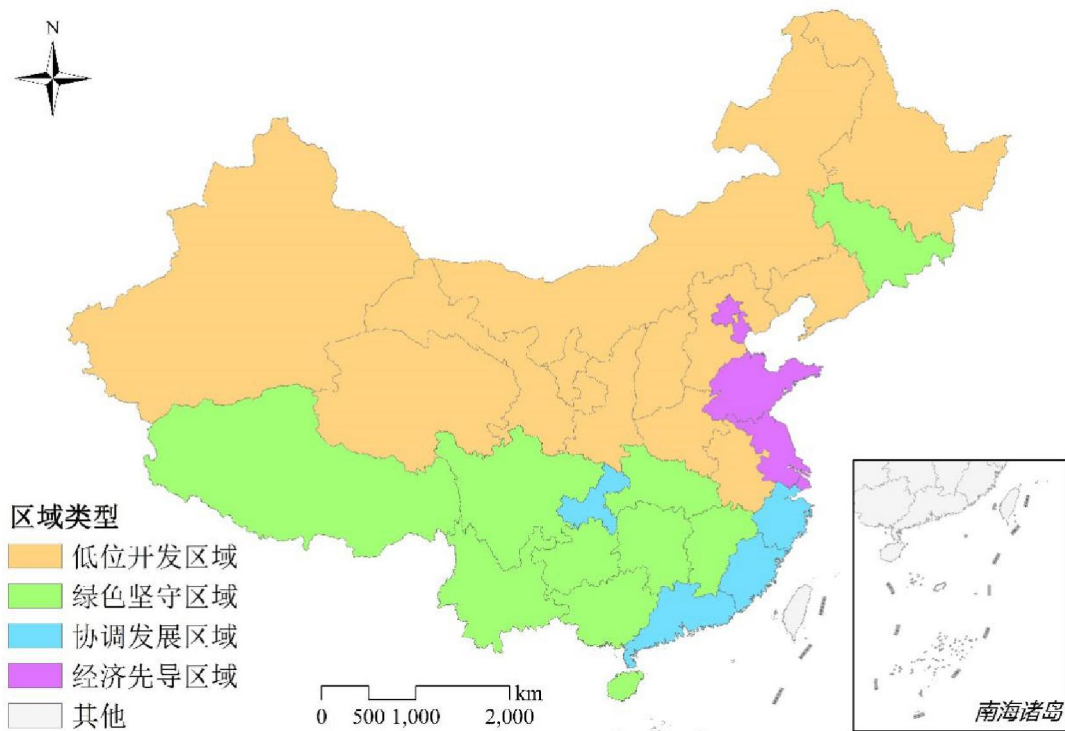 N
区域类型
低位开发区域
绿色坚守区域
协调发展区域
经济先导区域
其他
km
0 500 1,000 2,000
南海诸岛